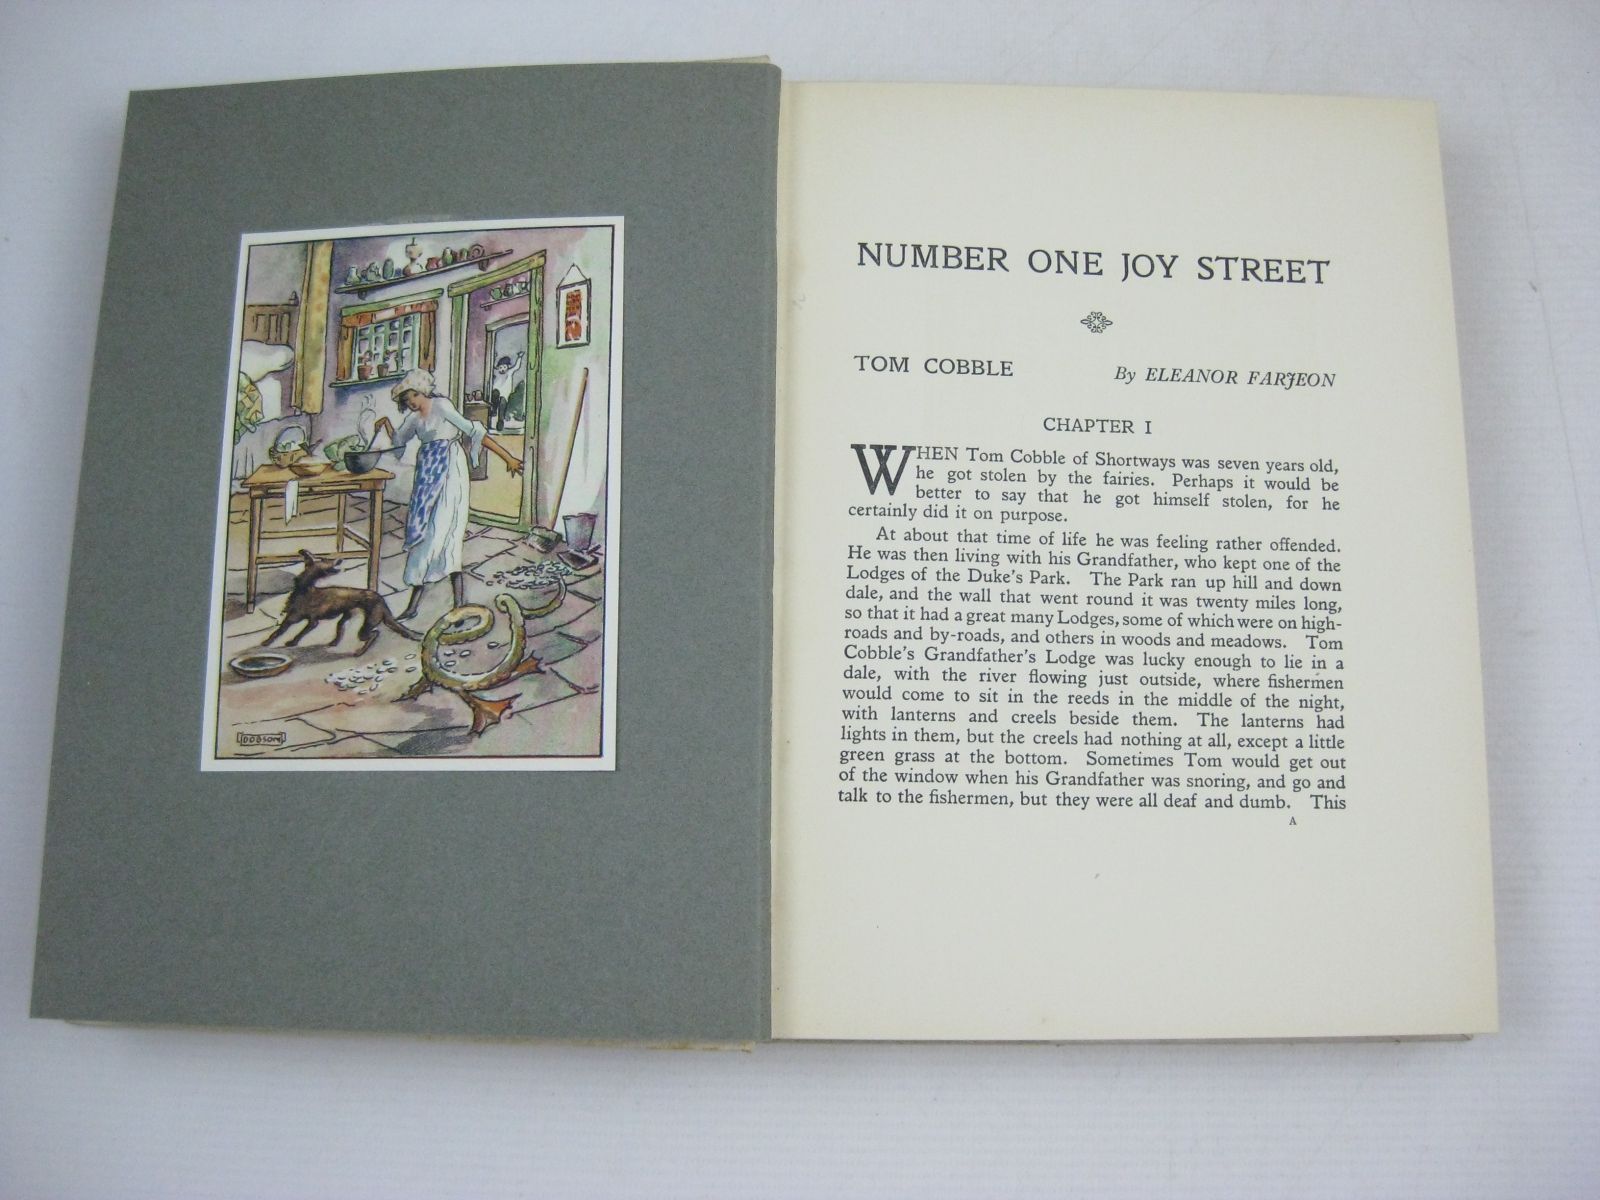 DOBSON
NUMBER ONE JOY STREET
TOM COBBLE By ELEANOR FARJEON
CHAPTER I
WHEN Tom Cobble of Shortways was seven years old,
he got stolen by the fairies. Perhaps it would be
better to say that he got himself stolen, for he
certainly did it on purpose.
At about that time of life he was feeling rather offended.
He was then living with his Grandfather, who kept one of the
Lodges of the Duke's Park. The Park ran up hill and down
dale, and the wall that went round it was twenty miles long,
so that it had a great many Lodges, some of which were on high-
roads and by-roads, and others in woods and meadows. Tom
Cobble's Grandfather's Lodge was lucky enough to lie in a
dale, with the river flowing just outside, where fishermen
would come to sit in the reeds in the middle of the night,
with lanterns and creels beside them. The lanterns had
lights in them, but the creels had nothing at all, except a little
green grass at the bottom. Sometimes Tom would get out
of the window when his Grandfather was snoring, and go and
talk to the fishermen, but they were all deaf and dumb. This
A